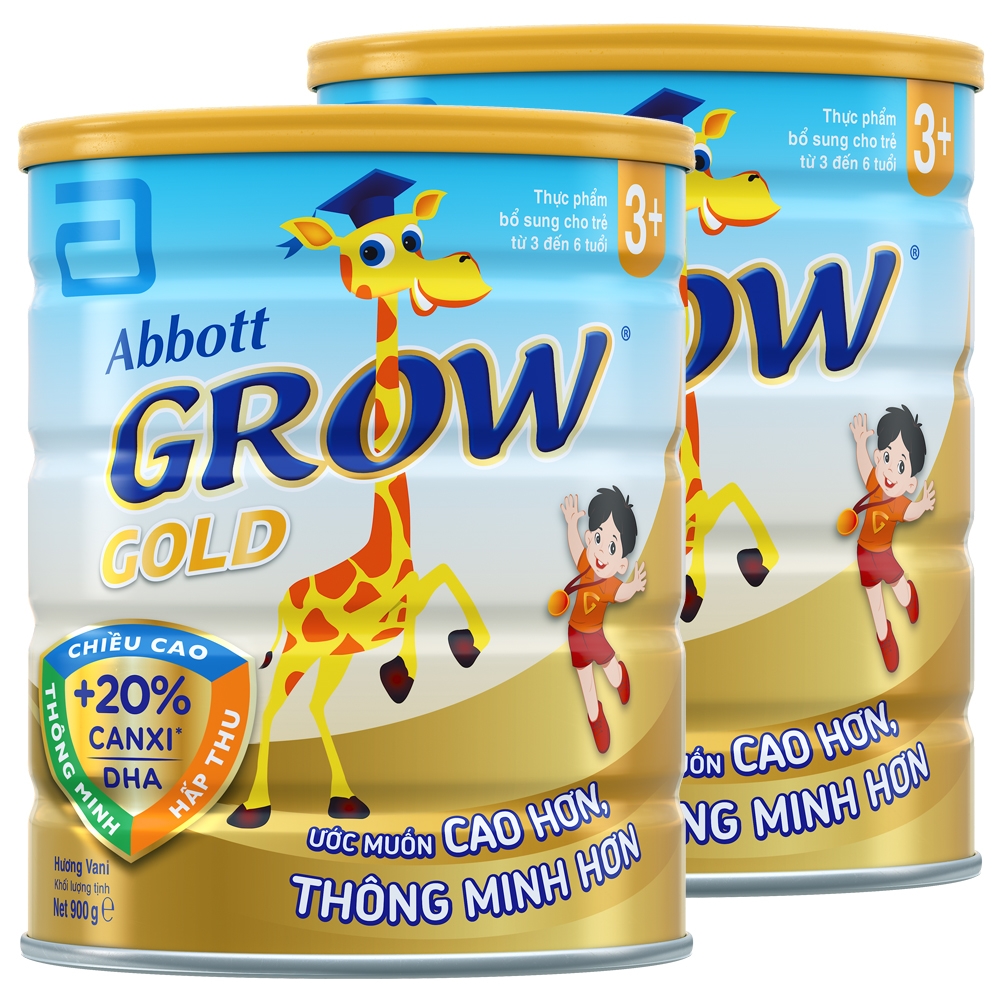 Thực phẩm
bổ sung cho trẻ
từ 3 đến 6 tuổi
3+
Abbott
GROW®
GOLD
CHIỀU CAO
THÔNG MINH
HẤP THU
+20%
CANXI*
DHA
ƯỚC MUỐN CAO HƠN,
THÔNG MINH HƠN
Hương Vani
Khối lượng tịnh
Net 900 g e
G
Thực phẩm
bổ sung cho trẻ
từ 3 đến 6 tuổi
3+
OW®
G
UỐN CAO HƠN,
NG MINH HƠN